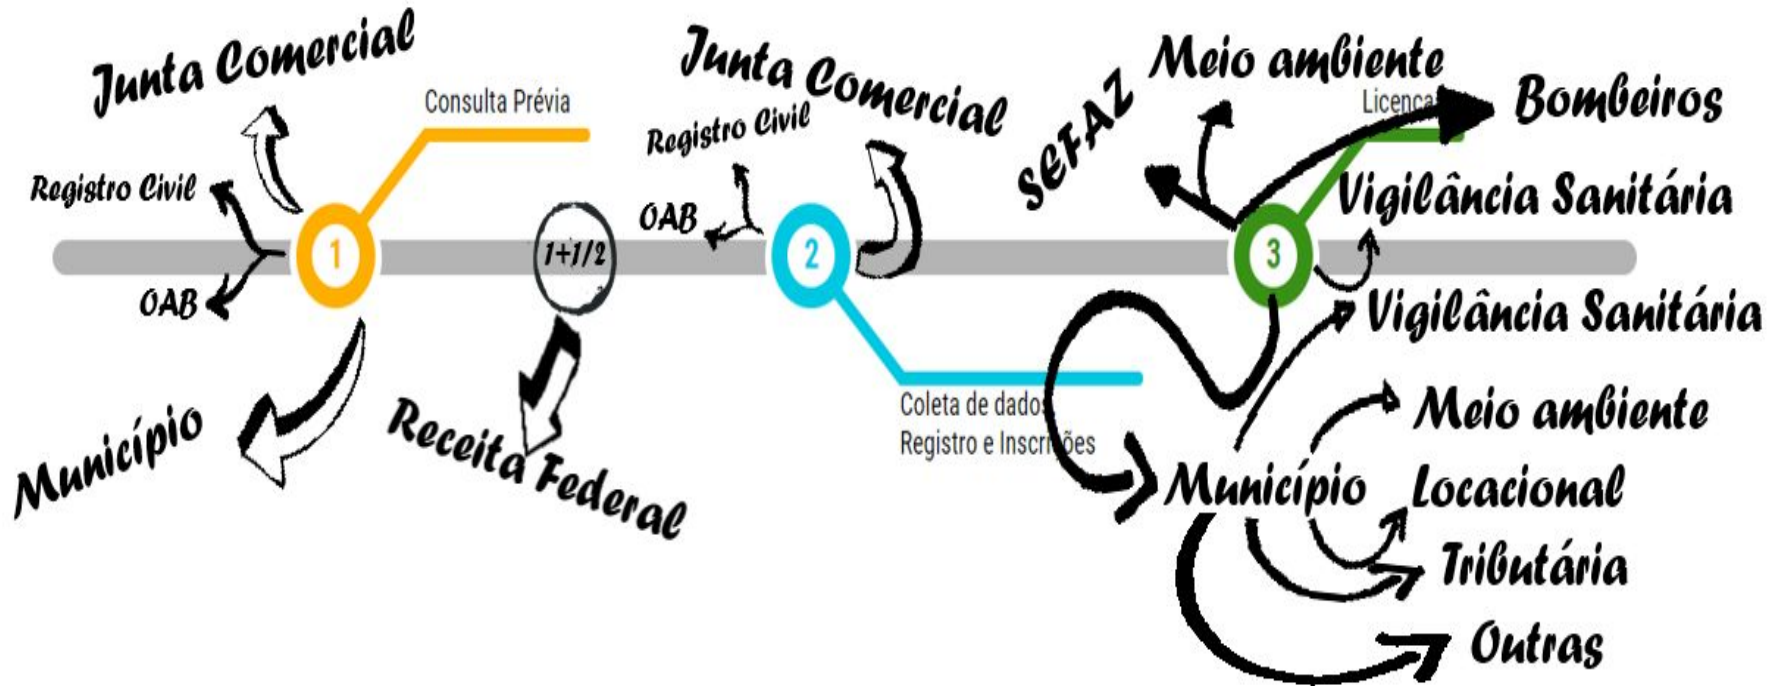 Junta Comercial
Consulta Prévia
Registro Civil
OAB
1
Município
1+1/2
Receita Federal
Junta Comercial
Registro Civil
OAB
2
Coleta de dados
Registro e Inscrições
SEFAZ
Meio ambiente
Licença
Bombeiros
Vigilância Sanitária
3
Vigilância Sanitária
Município
Meio ambiente
Locacional
Tributária
Outras